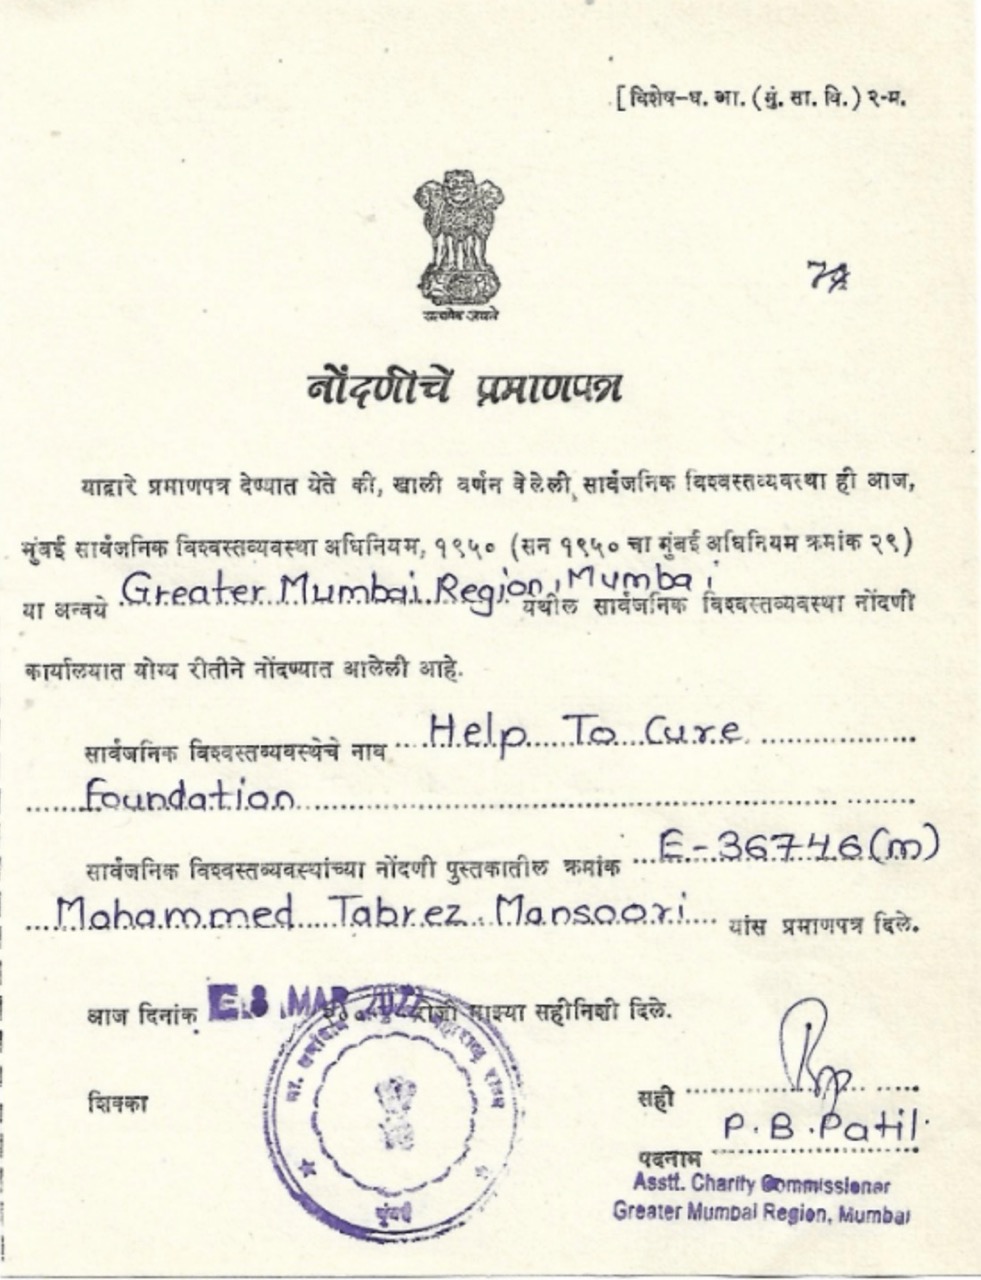 [विशेष-ध. आ. (मुं. सा. वि.) २-म.
सत्यमेव जयते
नोंदणीचे प्रमाणपत्र
याद्वारे प्रमाणपत्र देण्यात येते की, खाली वर्णन केलेली सार्वजनिक विश्वस्तव्यवस्था ही आज,
मुंबई सार्वजनिक विश्वस्तव्यवस्था अधिनियम, १९५० (सन १९५० चा मुंबई अधिनियम क्रमांक २९)
या अन्वये Greater Mumbai Region, Mumbai येथील सार्वजनिक विश्वस्तव्यवस्था नोंदणी
कार्यालयात योग्य रीतीने नोंदण्यात आलेली आहे.
सार्वजनिक विश्वस्तव्यवस्थेचे नाव Help To Cure
Foundation
सार्वजनिक विश्वस्तव्यवस्थांच्या नोंदणी पुस्तकातील क्रमांक E-36746(m)
Mohammed Tabrez Mansoori यांस प्रमाणपत्र दिले.
आज दिनांक MAR 2022 रोजी माझ्या सहीनिशी दिले.
शिक्का
सही
P. B. Patil
पदनाम
Asstt. Charity Commissioner
Greater Mumbai Region, Mumbai
मुंबई